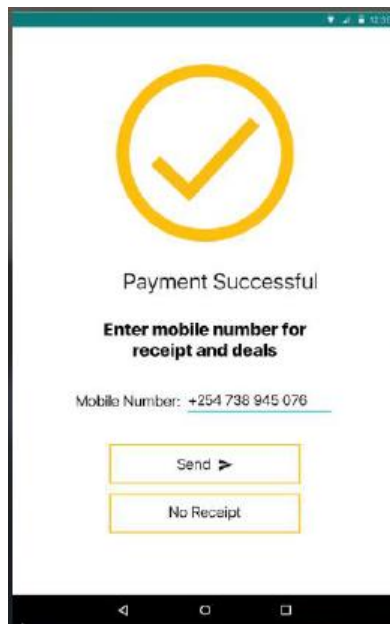 Payment Successful
Enter mobile number for
receipt and deals
Mobile Number: +254 738 945 076
Send
No Receipt